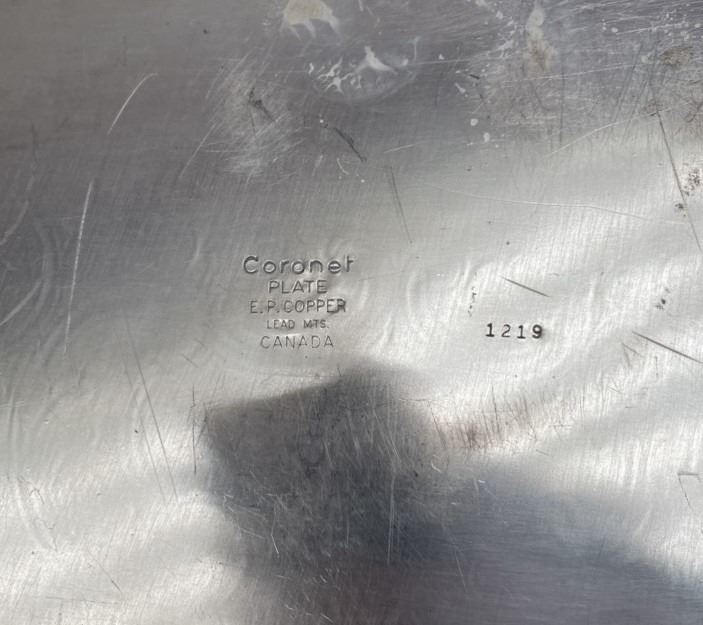 Coronet
PLATE
E.P. COPPER
LEAD MTS.
CANADA
1219